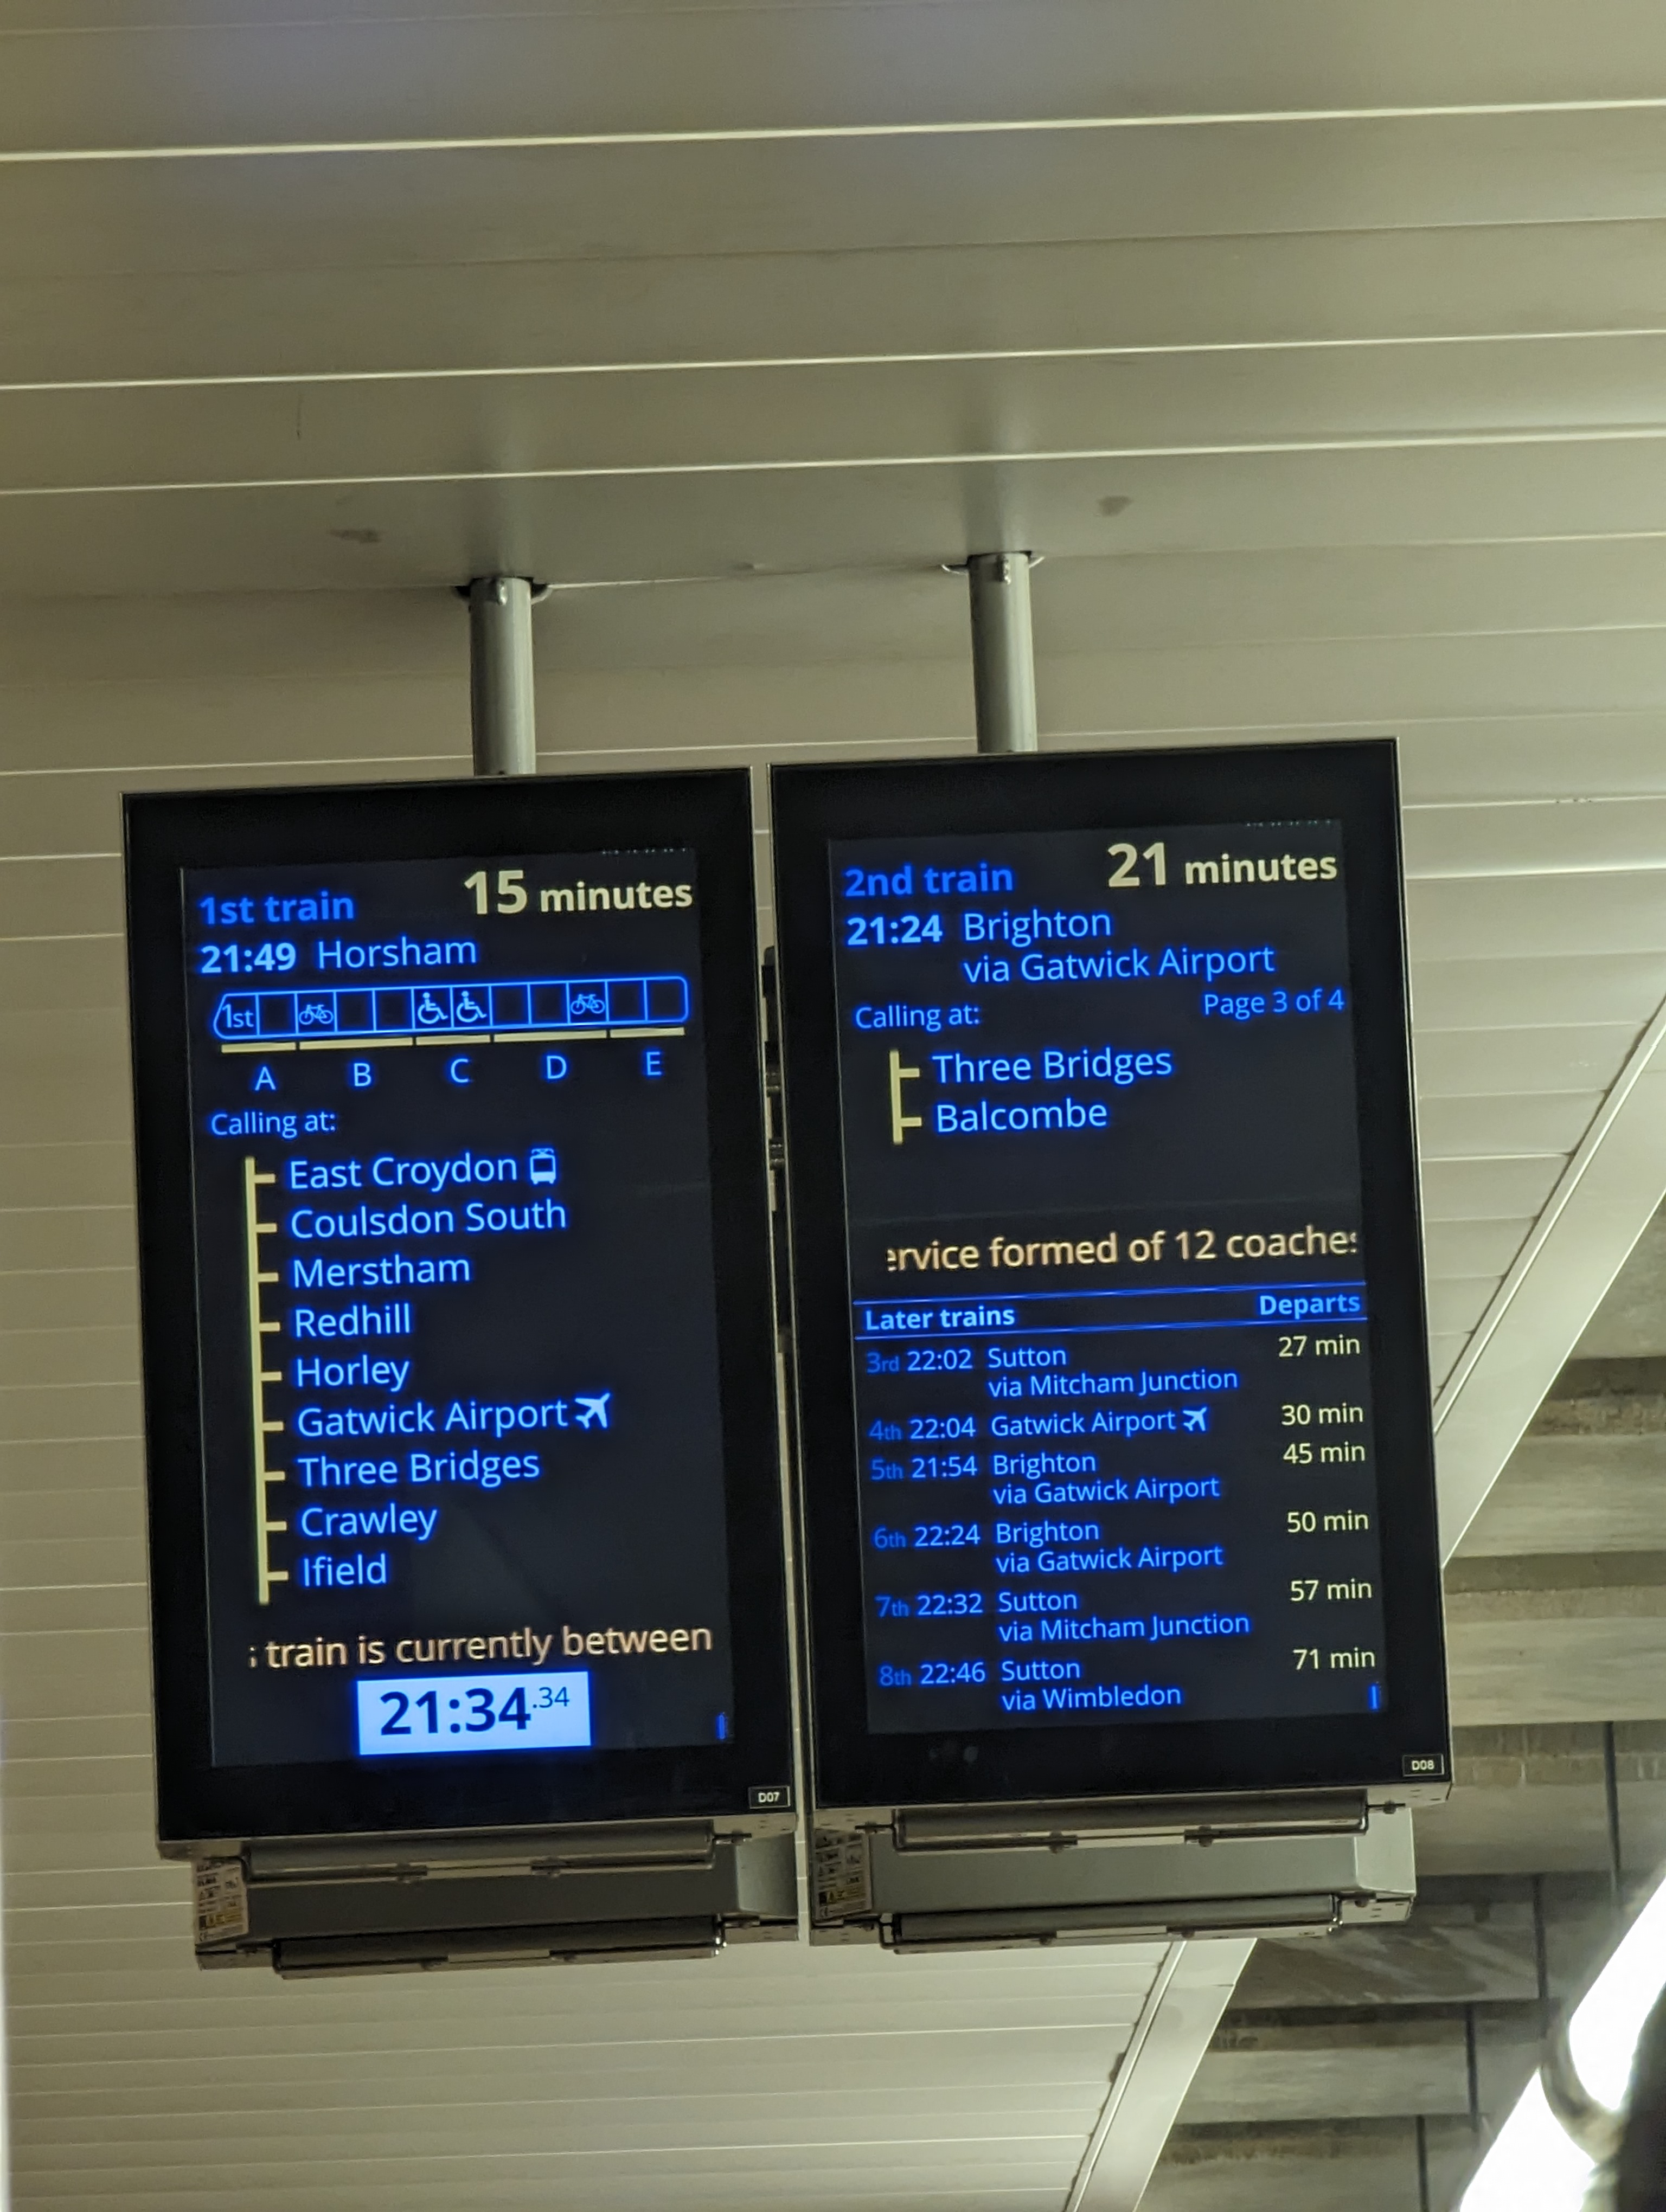 1st train 15 minutes
21:49 Horsham
1st
A B C D E
Calling at:
East Croydon
Coulsdon South
Merstham
Redhill
Horley
Gatwick Airport
Three Bridges
Crawley
Ifield
train is currently between
21:34.34
D07
2nd train 21 minutes
21:24 Brighton
via Gatwick Airport
Calling at: Page 3 of 4
Three Bridges
Balcombe
ervice formed of 12 coaches
Later trains Departs
3rd 22:02 Sutton 27 min
via Mitcham Junction
4th 22:04 Gatwick Airport 30 min
5th 21:54 Brighton 45 min
via Gatwick Airport
6th 22:24 Brighton 50 min
via Gatwick Airport
7th 22:32 Sutton 57 min
via Mitcham Junction
8th 22:46 Sutton 71 min
via Wimbledon
D08